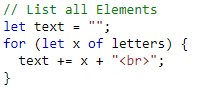 // List all Elements
let text = "";
for (let x of letters) {
  text += x + "<br>";
}